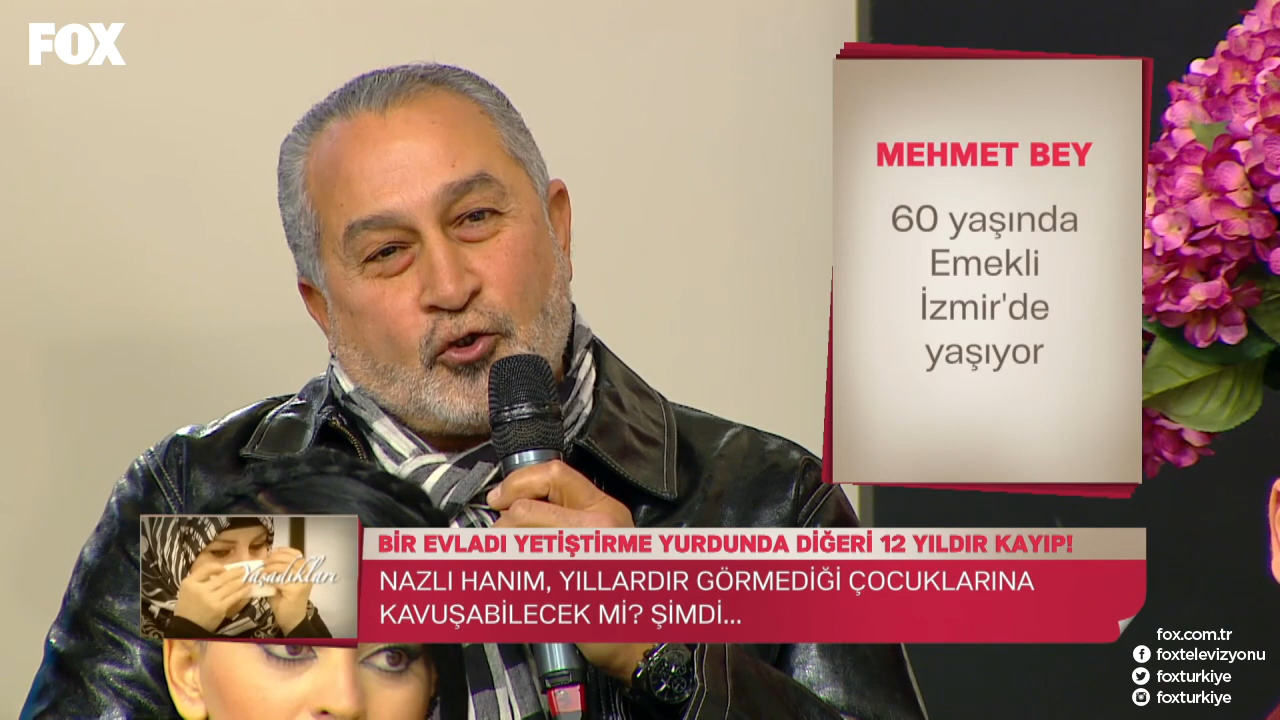 FOX
MEHMET BEY
60 yaşında
Emekli
İzmir'de
yaşıyor
Yaşadıkları
BİR EVLADI YETİŞTİRME YURDUNDA DİĞERİ 12 YILDIR KAYIP!
NAZLI HANIM, YILLARDIR GÖRMEDİĞİ ÇOCUKLARINA
KAVUŞABİLECEK Mİ? ŞİMDİ...
fox.com.tr
foxtelevizyonu
foxturkiye
foxturkiye